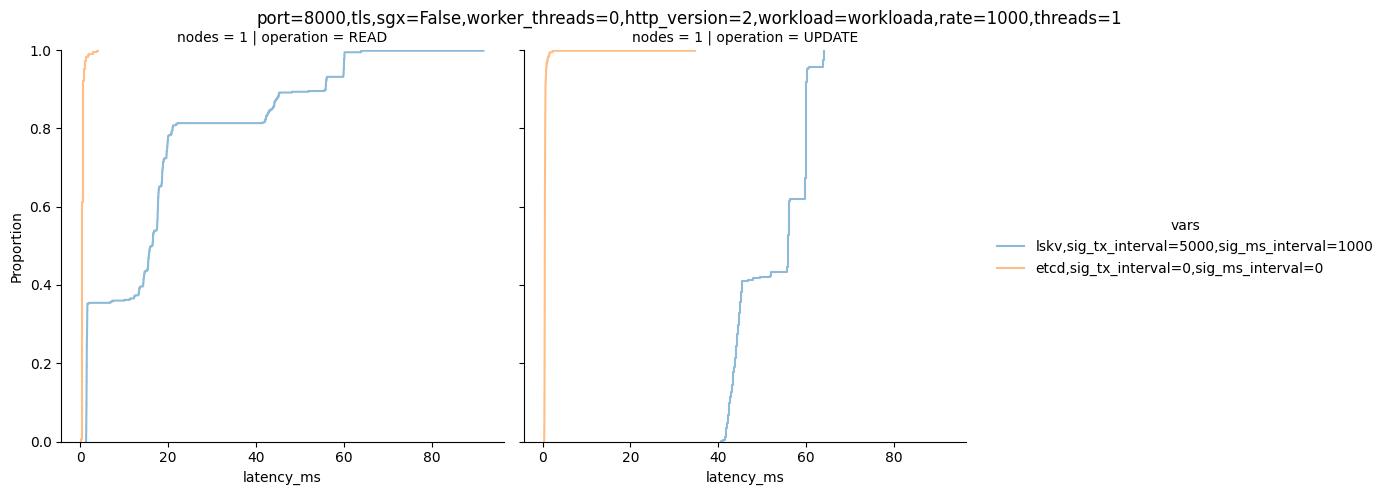 port=8000,tls,sgx=False,worker_threads=0,http_version=2,workload=workloada,rate=1000,threads=1
nodes = 1 | operation = READ
nodes = 1 | operation = UPDATE
1.0
0.8
0.6
0.4
0.2
0.0
Proportion
0 20 40 60 80
latency_ms
0 20 40 60 80
latency_ms
vars
lskv,sig_tx_interval=5000,sig_ms_interval=1000
etcd,sig_tx_interval=0,sig_ms_interval=0